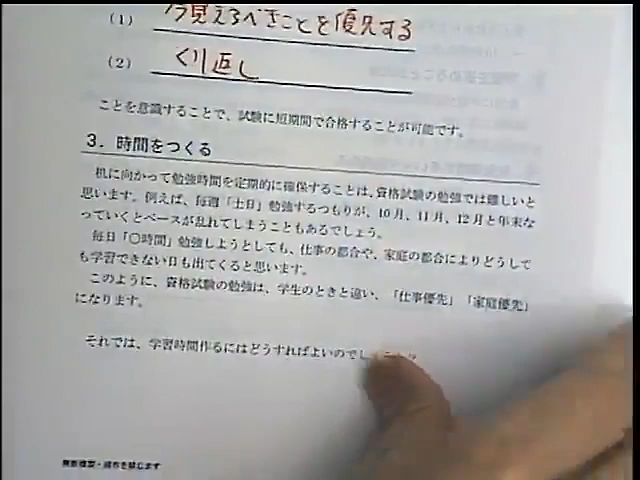 (1) 今見えるべきことを優先する
(2) くり返し
ことを意識することで、試験に短期間で合格することが可能です。
3．時間をつくる
机に向かって勉強時間を定期的に確保することは、資格試験の勉強では難しいと
思います。例えば、毎週「土日」勉強するつもりが、10月、11月、12月と年末な
っていくとペースが乱れてしまうこともあるでしょう。
毎日「〇時間」勉強しようとしても、仕事の都合や、家庭の都合によりどうして
も学習できない日も出てくると思います。
このように、資格試験の勉強は、学生のときと違い、「仕事優先」「家庭優先」
になります。
それでは、学習時間作るにはどうすればよいのでし
無断複製・頒布を禁じます